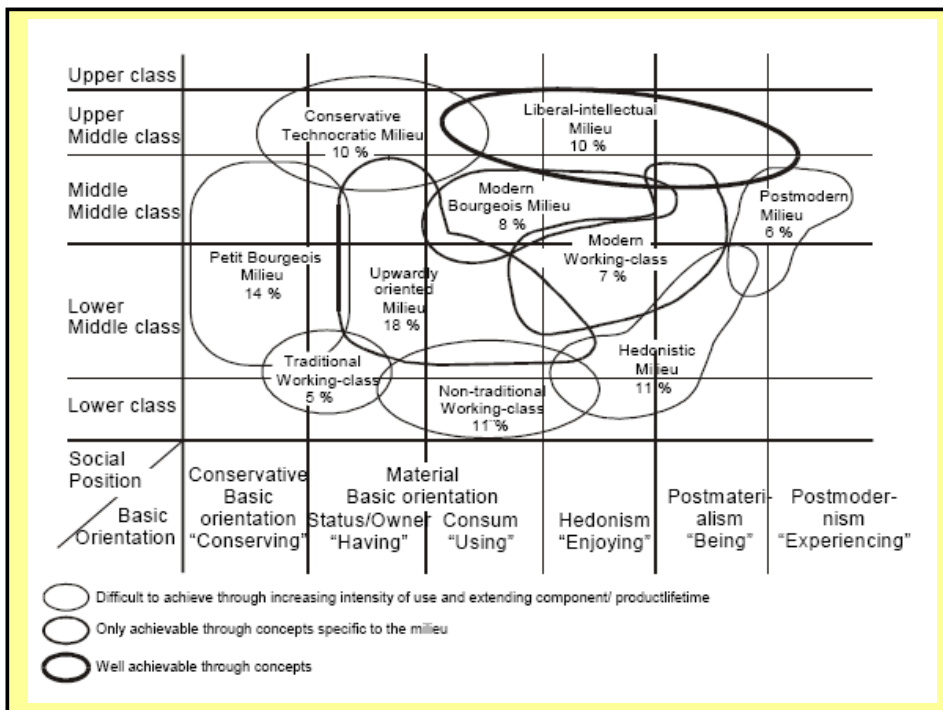 Upper class
Upper
Middle class
Conservative
Technocratic Milieu
10 %
Liberal-intellectual
Milieu
10 %
Middle
Middle class
Modern
Bourgeois Milieu
8 %
Postmodern
Milieu
6 %
Petit Bourgeois
Milieu
14 %
Modern
Working-class
7 %
Lower
Middle class
Upwardly
oriented
Milieu
18 %
Traditional
Working-class
5 %
Hedonistic
Milieu
11 %
Lower class
Non-traditional
Working-class
11 %
Social
Position
Basic
Orientation
Conservative
Basic
orientation
“Conserving”
Material
Basic orientation
Status/Owner
“Having”
Consum
“Using”
Hedonism
“Enjoying”
Postmateri-
alism
“Being”
Postmoder-
nism
“Experiencing”
Difficult to achieve through increasing intensity of use and extending component/ productlifetime
Only achievable through concepts specific to the milieu
Well achievable through concepts